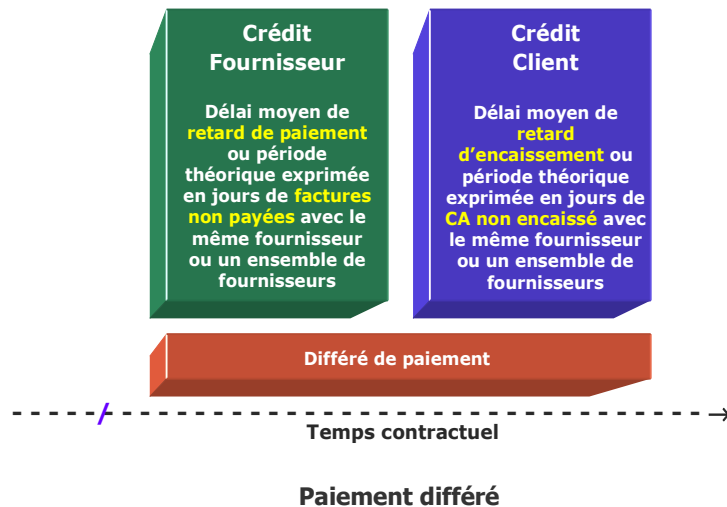 Crédit
Fournisseur
Délai moyen de
retard de paiement
ou période
théorique exprimée
en jours de factures
non payées avec le
même fournisseur
ou un ensemble de
fournisseurs
Crédit
Client
Délai moyen de
retard
d’encaissement ou
période théorique
exprimée en jours de
CA non encaissé avec
le même fournisseur
ou un ensemble de
fournisseurs
Différé de paiement
Temps contractuel
Paiement différé